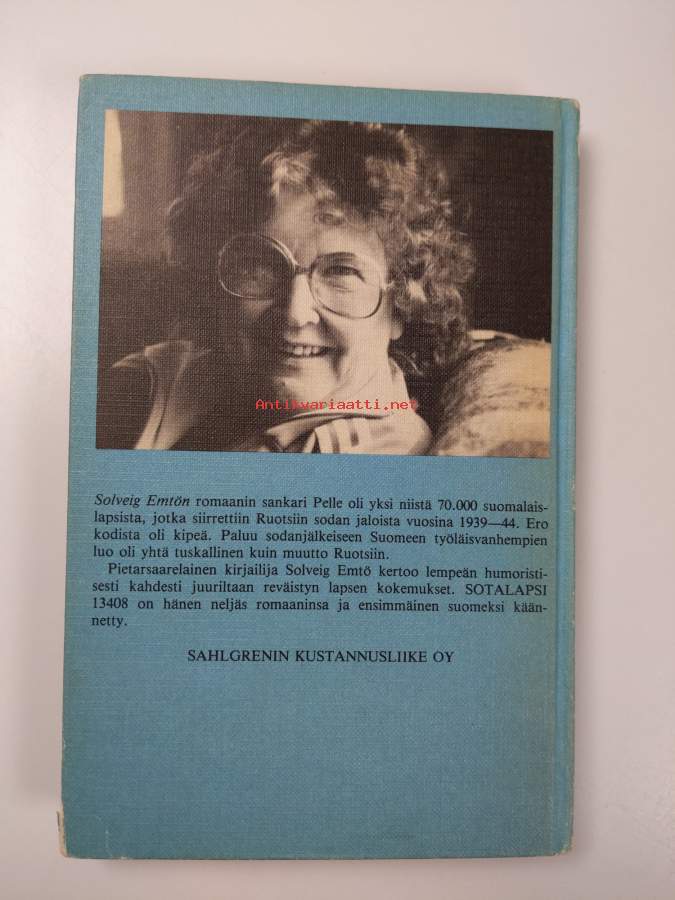 Antikvariaatti.net
Solveig Emtön romaanin sankari Pelle oli yksi niistä 70.000 suomalais-
lapsista, jotka siirrettiin Ruotsiin sodan jaloista vuosina 1939—44. Ero
kodista oli kipeä. Paluu sodanjälkeiseen Suomeen työläisvanhempien
luo oli yhtä tuskallinen kuin muutto Ruotsiin.
Pietarsaarelainen kirjailija Solveig Emtö kertoo lempeän humoristi-
sesti kahdesti juuriltaan reväistyn lapsen kokemukset. SOTALAPSI
13408 on hänen neljäs romaaninsa ja ensimmäinen suomeksi kään-
netty.
SAHLGRENIN KUSTANNUSLIIKE OY